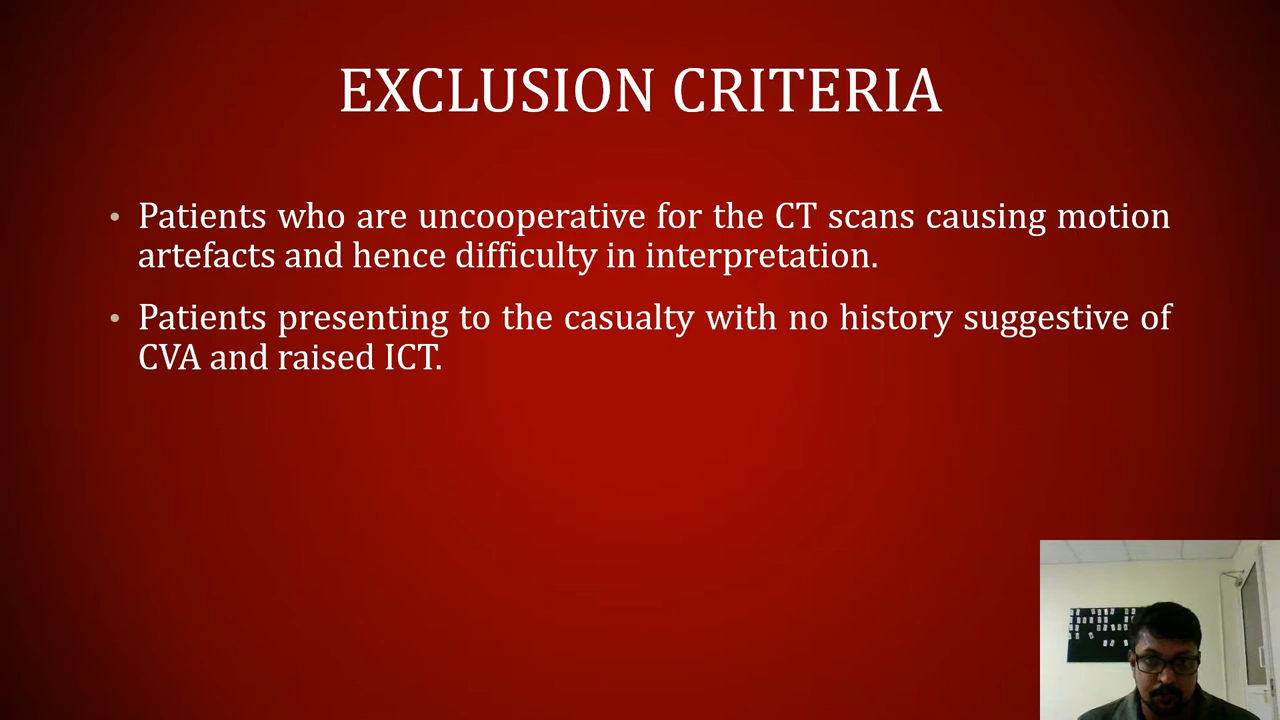 EXCLUSION CRITERIA
• Patients who are uncooperative for the CT scans causing motion
artefacts and hence difficulty in interpretation.
• Patients presenting to the casualty with no history suggestive of
CVA and raised ICT.